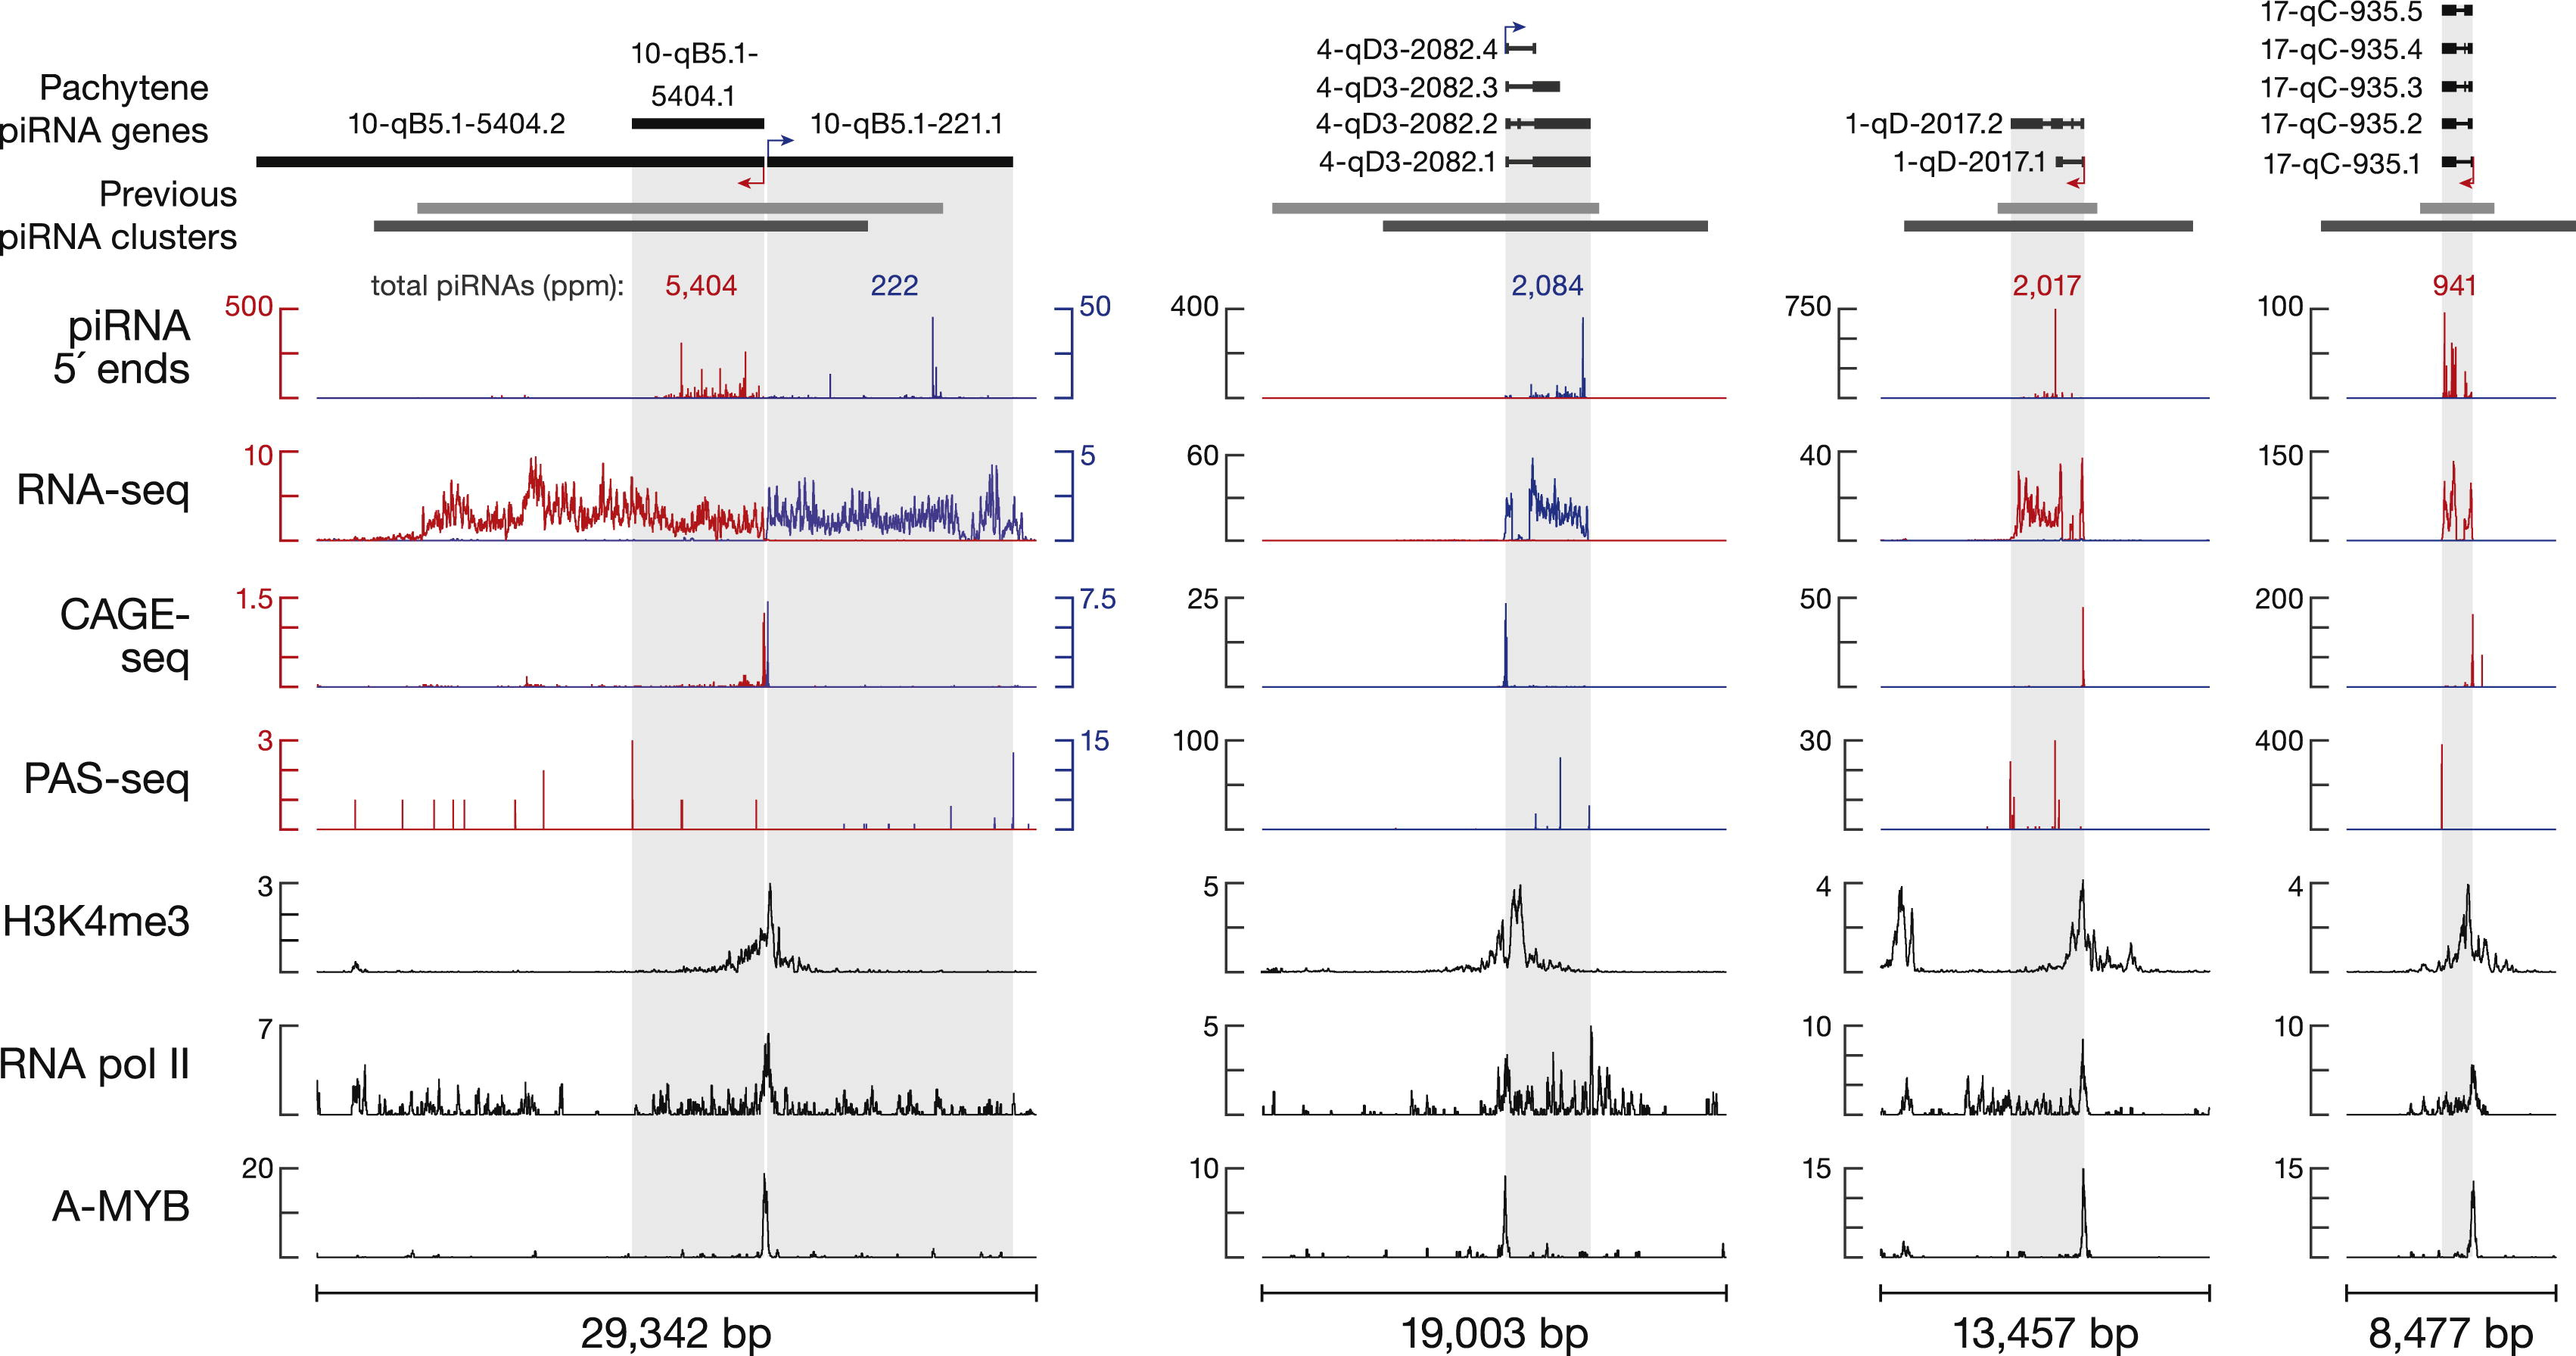 10-qB5.1-
5404.1
Pachytene
piRNA genes
10-qB5.1-5404.2
10-qB5.1-221.1
4-qD3-2082.4
4-qD3-2082.3
4-qD3-2082.2
4-qD3-2082.1
1-qD-2017.2
1-qD-2017.1
17-qC-935.5
17-qC-935.4
17-qC-935.3
17-qC-935.2
17-qC-935.1
Previous
piRNA clusters
total piRNAs (ppm): 5,404 222 2,084 2,017 941
piRNA
5′ ends
500 50 400 750 100
RNA-seq
10 5 60 40 150
CAGE-
seq
1.5 7.5 25 50 200
PAS-seq
3 15 100 30 400
H3K4me3
3 5 4 4
RNA pol II
7 5 10 10
A-MYB
20 10 15 15
29,342 bp 19,003 bp 13,457 bp 8,477 bp